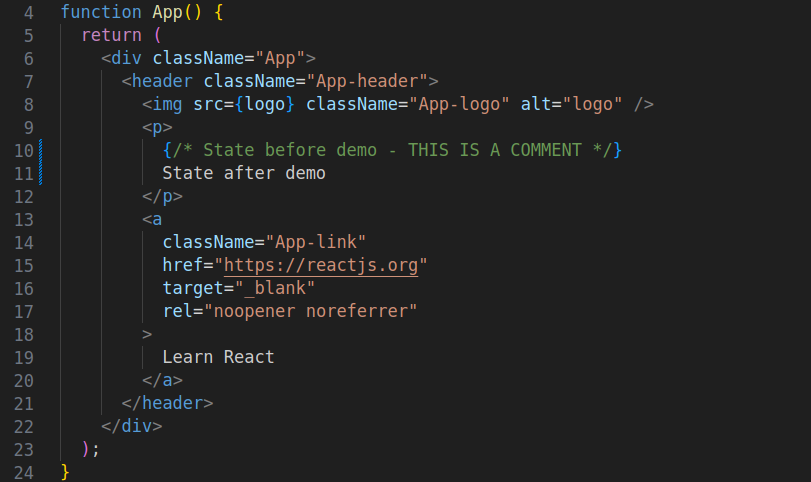 4 function App() {
5 return (
6 <div className="App">
7 <header className="App-header">
8 <img src={logo} className="App-logo" alt="logo" />
9 <p>
10 {/* State before demo - THIS IS A COMMENT */}
11 State after demo
12 </p>
13 <a
14 className="App-link"
15 href="https://reactjs.org"
16 target="_blank"
17 rel="noopener noreferrer"
18 >
19 Learn React
20 </a>
21 </header>
22 </div>
23 );
24 }